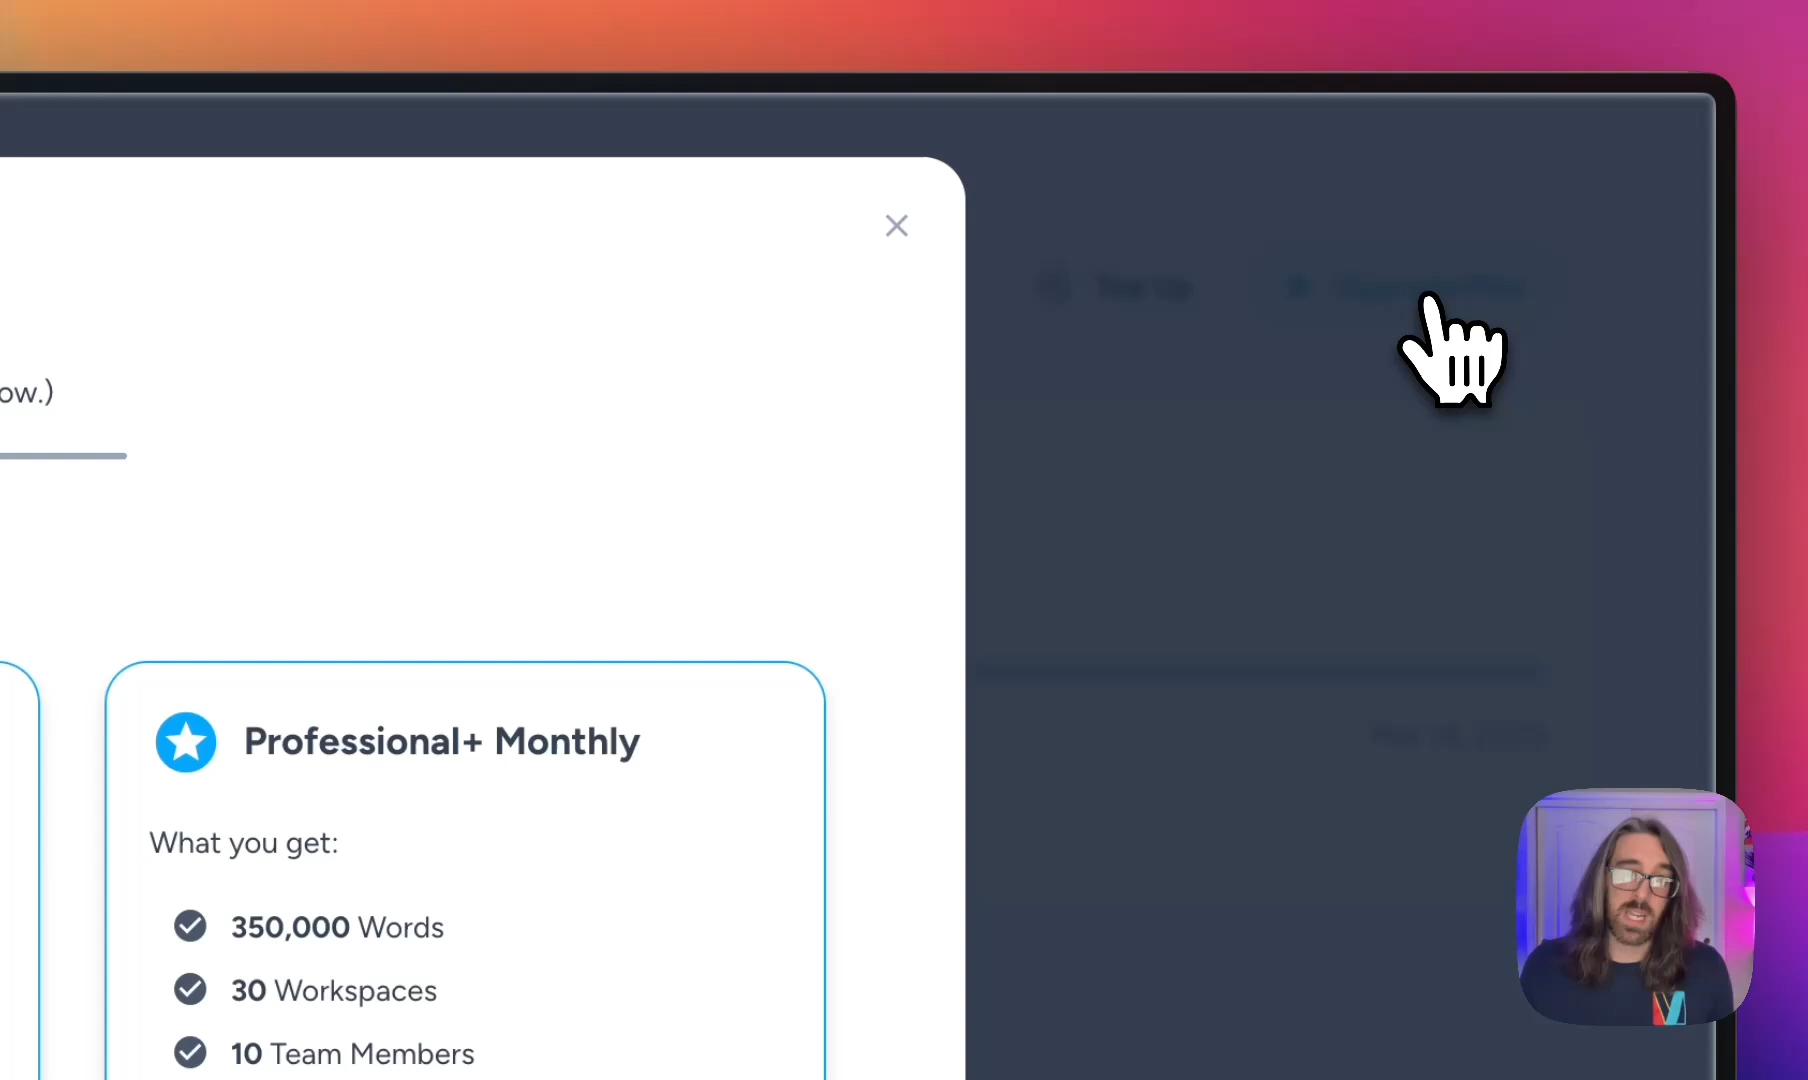 ow.)
Professional+ Monthly
What you get:
350,000 Words
30 Workspaces
10 Team Members